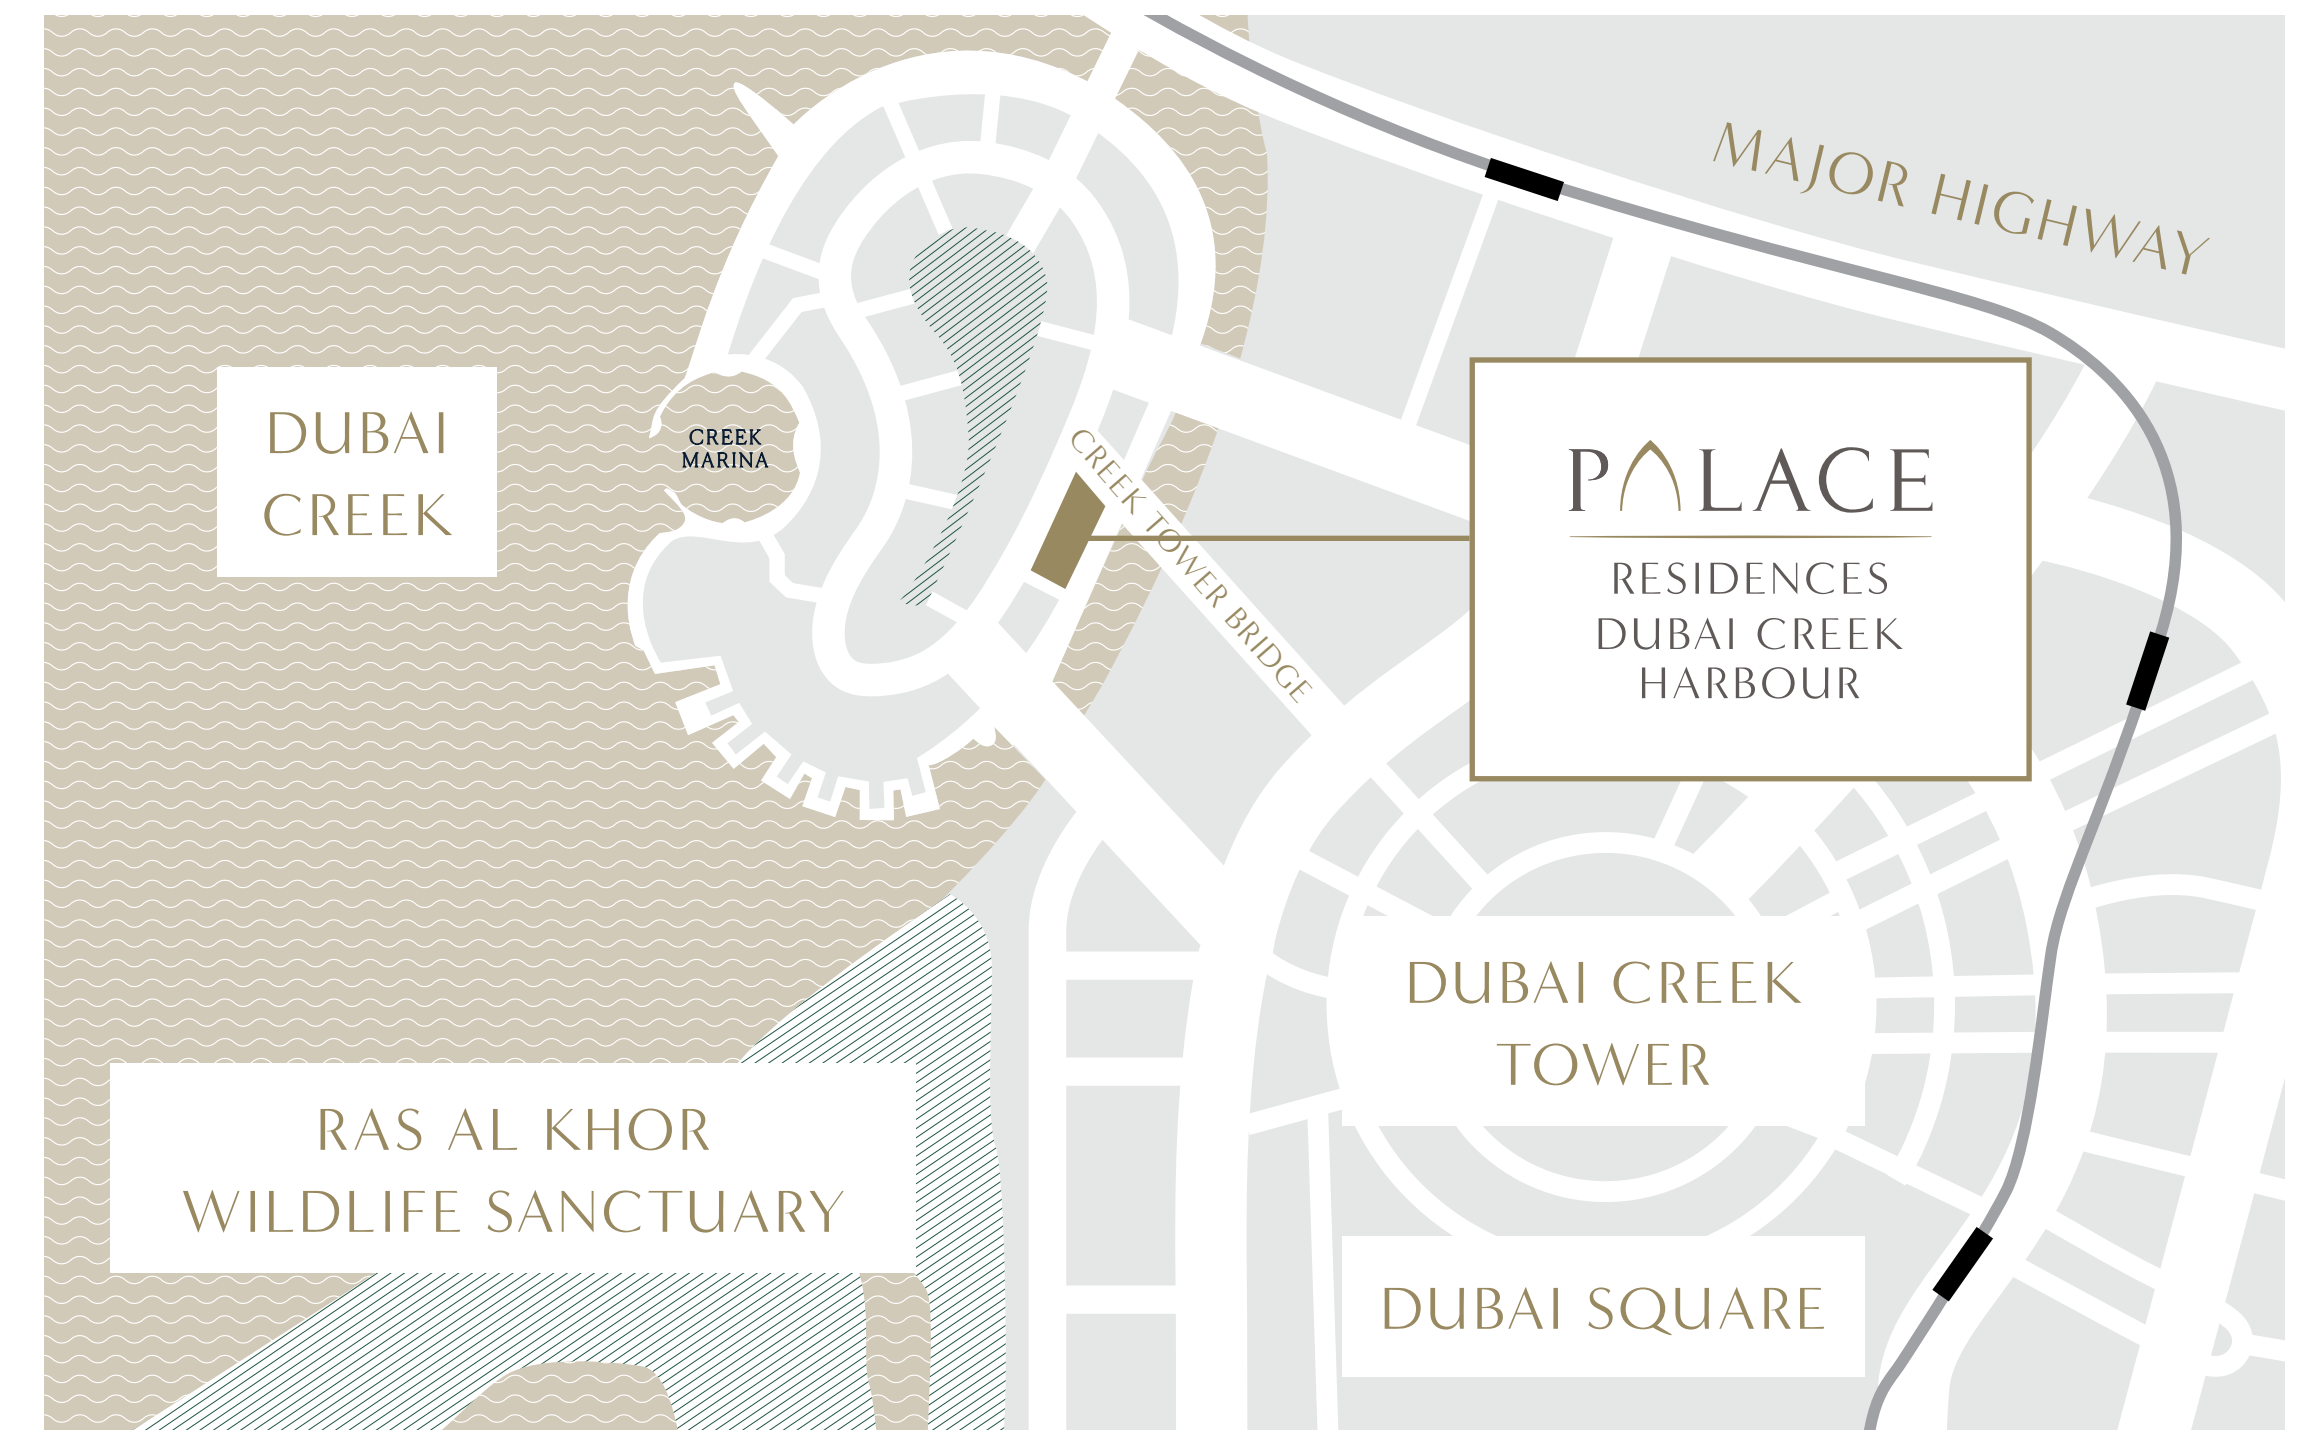 MAJOR HIGHWAY
DUBAI
CREEK
CREEK
MARINA
CREEK TOWER BRIDGE
PALACE
RESIDENCES
DUBAI CREEK
HARBOUR
DUBAI CREEK
TOWER
RAS AL KHOR
WILDLIFE SANCTUARY
DUBAI SQUARE